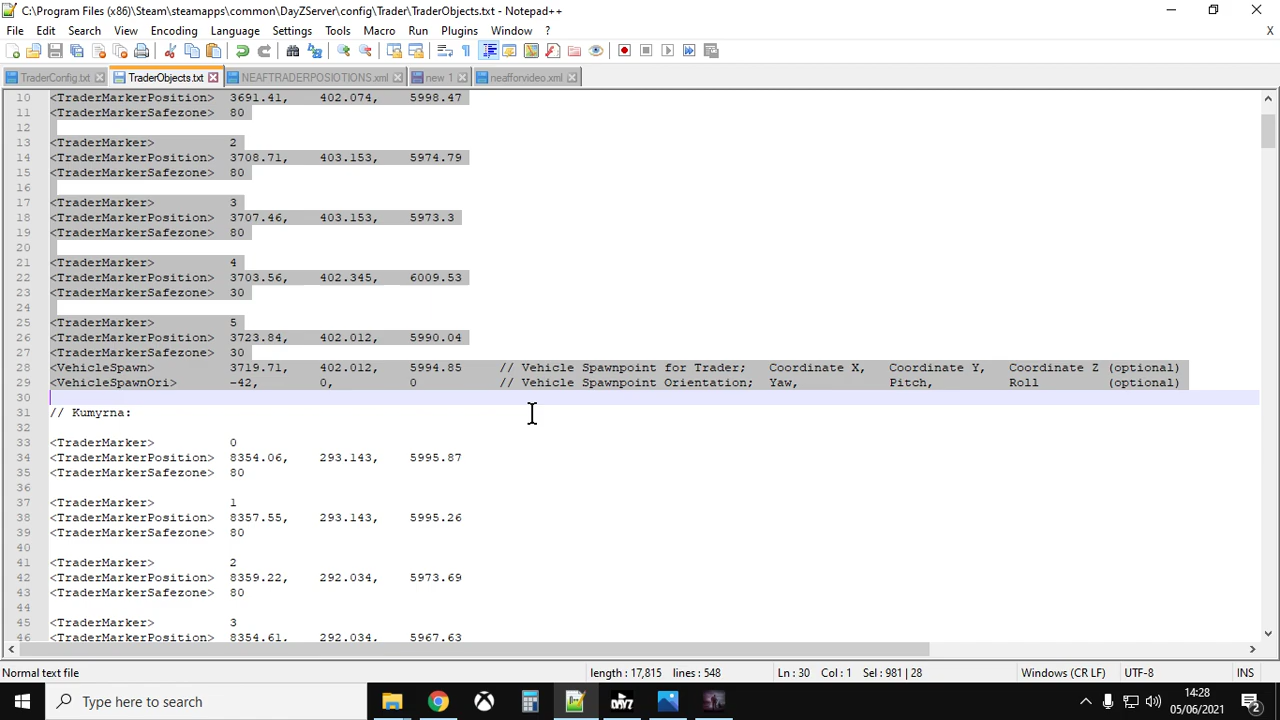 C:\Program Files (x86)\Steam\steamapps\common\DayZServer\config\Trader\TraderObjects.txt - Notepad++
File Edit Search View Encoding Language Settings Tools Macro Run Plugins Window ? X
TraderConfig.txt TraderObjects.txt NEAFTRADERPOSIOTIONS.xml new 1 neafforvideo.xml
10 <TraderMarkerPosition> 3691.41, 402.074, 5998.47
11 <TraderMarkerSafezone> 80
12
13 <TraderMarker> 2
14 <TraderMarkerPosition> 3708.71, 403.153, 5974.79
15 <TraderMarkerSafezone> 80
16
17 <TraderMarker> 3
18 <TraderMarkerPosition> 3707.46, 403.153, 5973.3
19 <TraderMarkerSafezone> 80
20
21 <TraderMarker> 4
22 <TraderMarkerPosition> 3703.56, 402.345, 6009.53
23 <TraderMarkerSafezone> 30
24
25 <TraderMarker> 5
26 <TraderMarkerPosition> 3723.84, 402.012, 5990.04
27 <TraderMarkerSafezone> 30
28 <VehicleSpawn> 3719.71, 402.012, 5994.85 // Vehicle Spawnpoint for Trader; Coordinate X, Coordinate Y, Coordinate Z (optional)
29 <VehicleSpawnOri> -42, 0, 0 // Vehicle Spawnpoint Orientation; Yaw, Pitch, Roll (optional)
30
31 // Kumyrna:
32
33 <TraderMarker> 0
34 <TraderMarkerPosition> 8354.06, 293.143, 5995.87
35 <TraderMarkerSafezone> 80
36
37 <TraderMarker> 1
38 <TraderMarkerPosition> 8357.55, 293.143, 5995.26
39 <TraderMarkerSafezone> 80
40
41 <TraderMarker> 2
42 <TraderMarkerPosition> 8359.22, 292.034, 5973.69
43 <TraderMarkerSafezone> 80
44
45 <TraderMarker> 3
46 <TraderMarkerPosition> 8354.61, 292.034, 5967.63
Normal text file length : 17,815 lines : 548 Ln : 30 Col : 1 Sel : 981 | 28 Windows (CR LF) UTF-8 INS
Type here to search DAYZ 14:28
05/06/2021 2